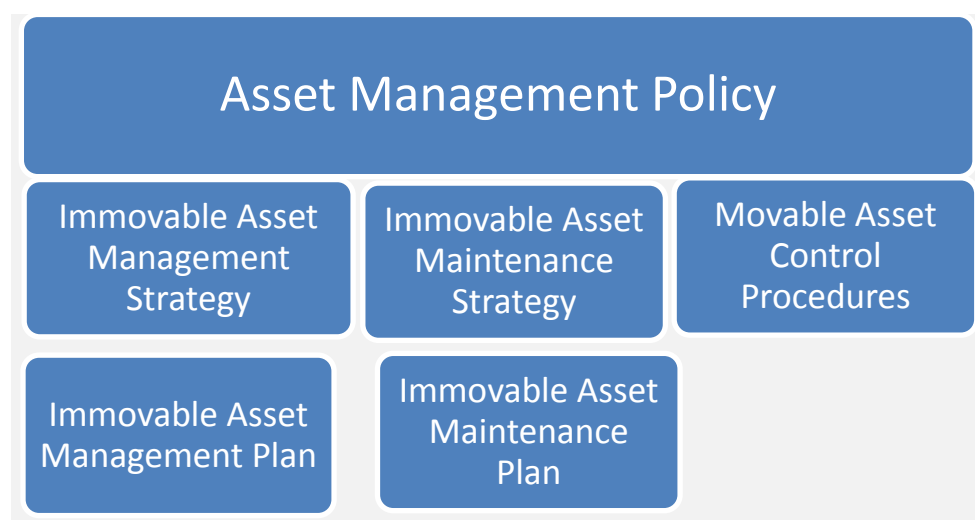 Asset Management Policy
Immovable Asset
Management
Strategy
Immovable Asset
Maintenance
Strategy
Movable Asset
Control
Procedures
Immovable Asset
Management Plan
Immovable Asset
Maintenance
Plan